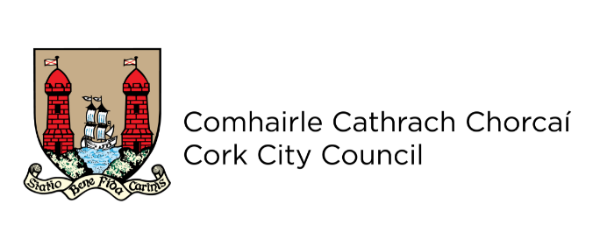 Comhairle Cathrach Chorcaí
Cork City Council
Statio Bene Fida Carinis